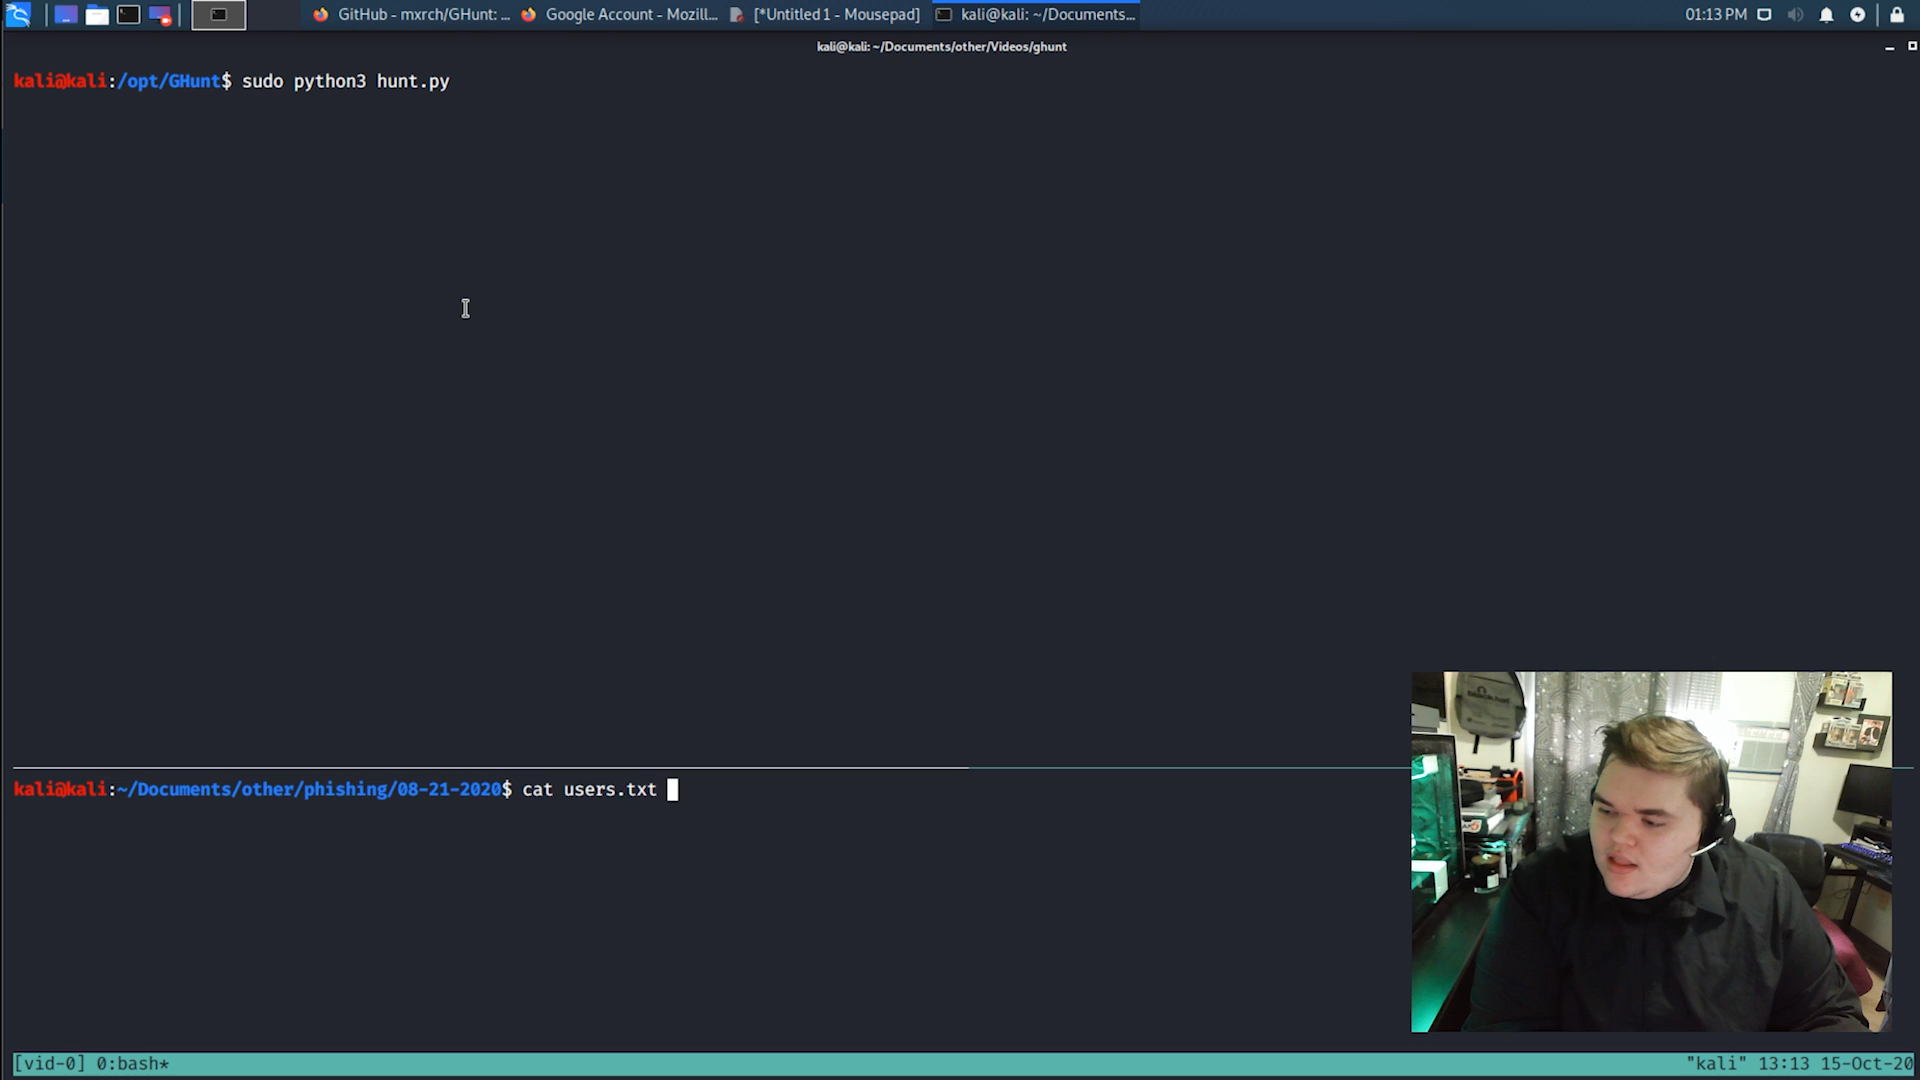 GitHub - mxrch/GHunt: ...
Google Account - Mozill...
[*Untitled 1 - Mousepad]
kali@kali: ~/Documents...
01:13 PM
kali@kali: ~/Documents/other/Videos/ghunt
kali@kali:/opt/GHunt$ sudo python3 hunt.py
kali@kali:~/Documents/other/phishing/08-21-2020$ cat users.txt
[vid-0] 0:bash*
"kali" 13:13 15-Oct-20